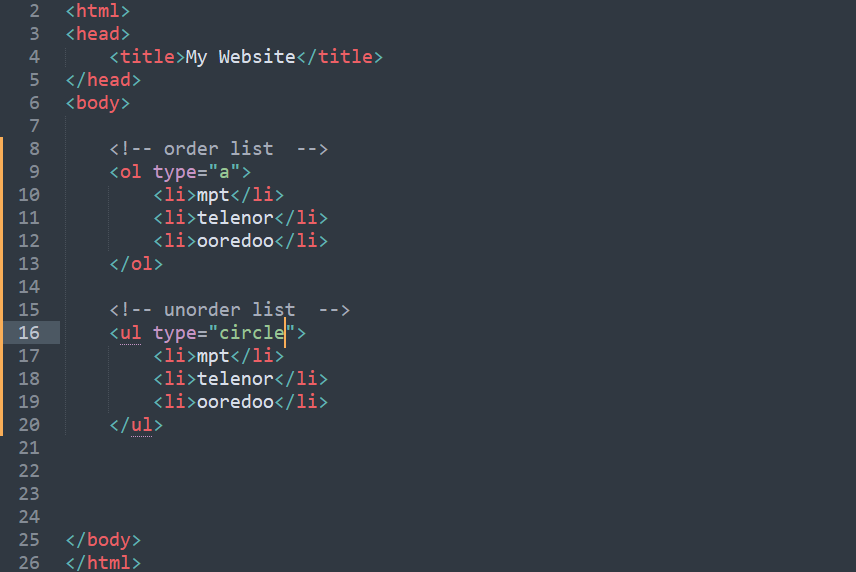 2 <html>
3 <head>
4     <title>My Website</title>
5 </head>
6 <body>
7
8     <!-- order list  -->
9     <ol type="a">
10         <li>mpt</li>
11         <li>telenor</li>
12         <li>ooredoo</li>
13     </ol>
14
15     <!-- unorder list  -->
16     <ul type="circle">
17         <li>mpt</li>
18         <li>telenor</li>
19         <li>ooredoo</li>
20     </ul>
21
22
23
24
25 </body>
26 </html>